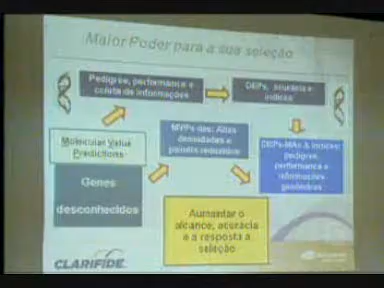 Maior Poder para a sua seleção
Pedigree, performance e
coleta de informações
DEPs, acurácia e
índices
Molecular Value
Predictions
MVPs das: Altas
densidades e
painéis reduzidos
DEPs-MAs & índices:
pedigree,
performance e
informações
genômicas
Genes
desconhecidos
Aumentar o
alcance, acurácia
e a resposta à
seleção
CLARIFIDE